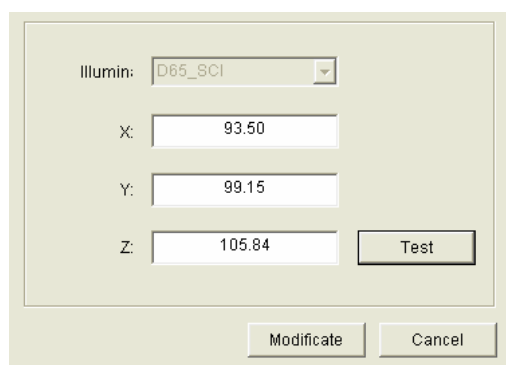 Illumin: D65_SCI
X: 93.50
Y: 99.15
Z: 105.84 Test
Modificate Cancel